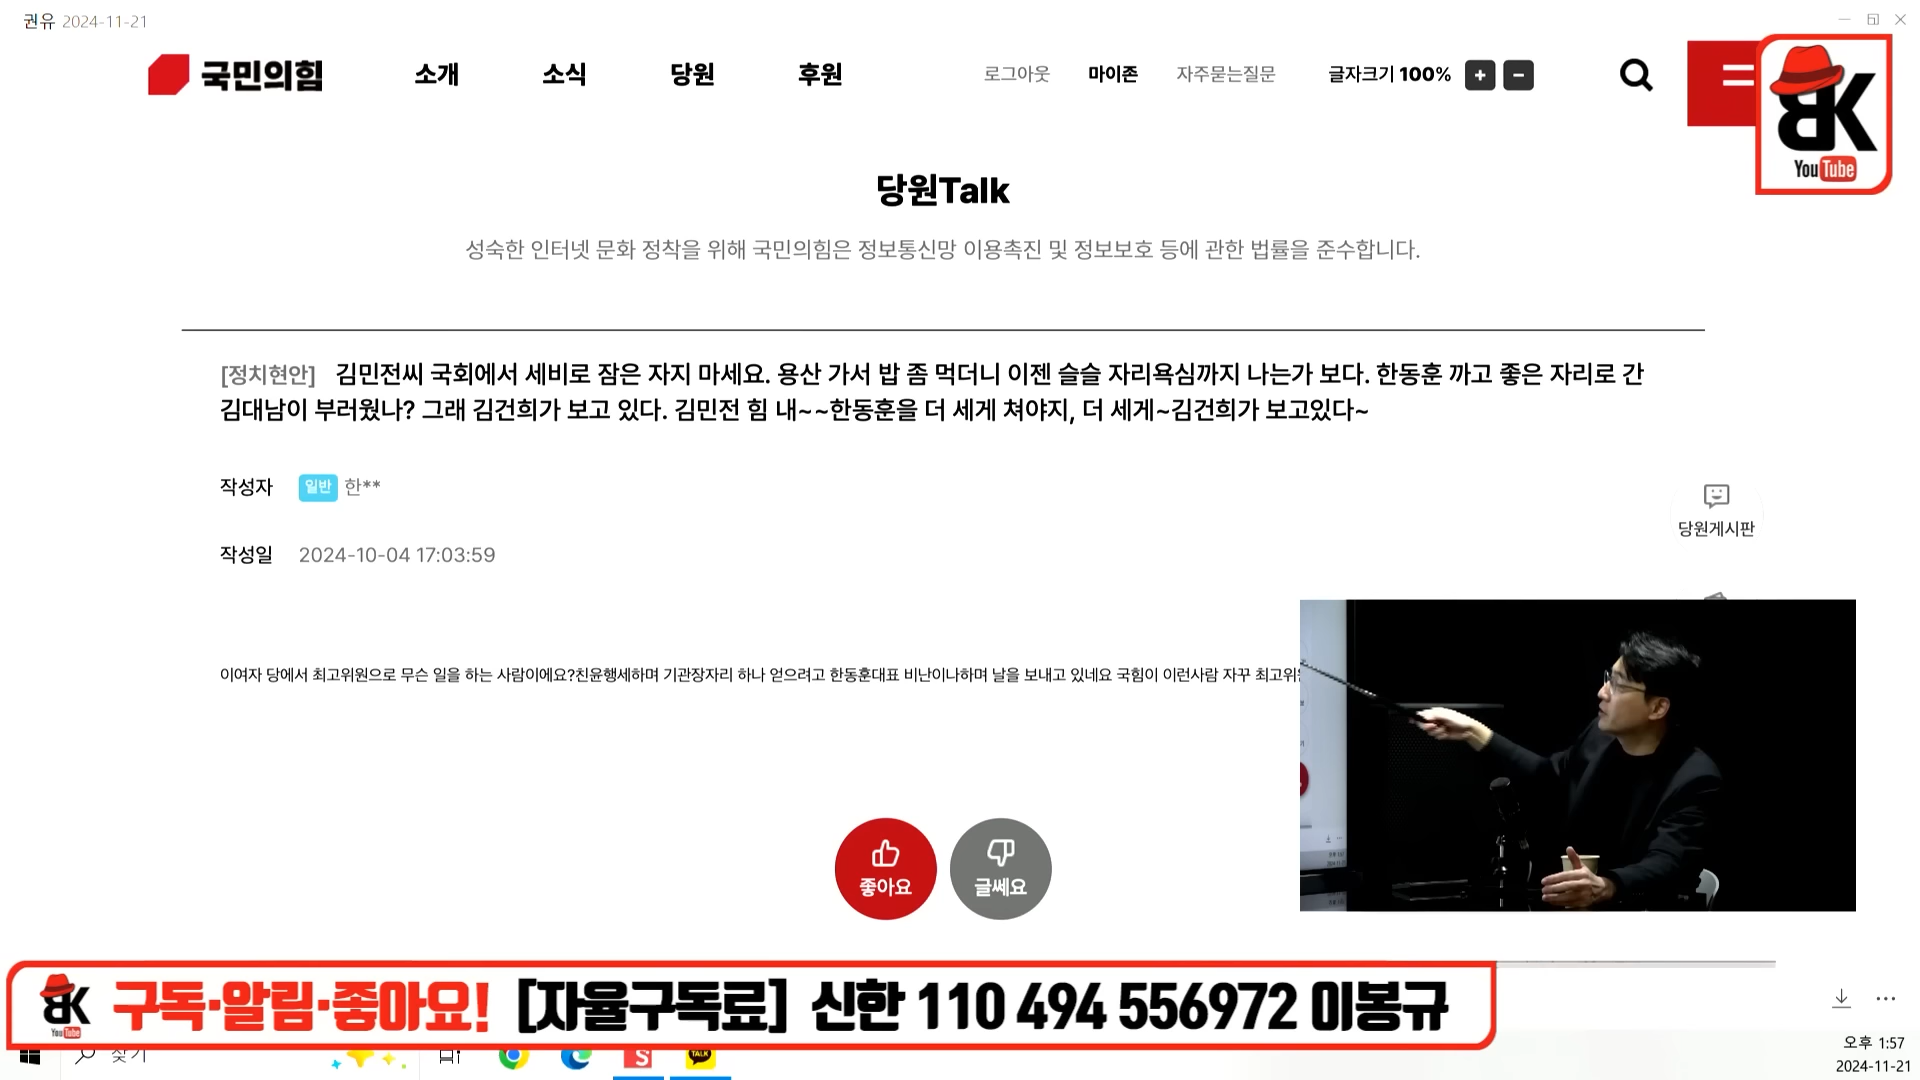 권유 2024-11-21
국민의힘 소개 소식 당원 후원 로그아웃 마이존 자주묻는질문 글자크기 100% + -
BK
YouTube
당원Talk
성숙한 인터넷 문화 정착을 위해 국민의힘은 정보통신망 이용촉진 및 정보보호 등에 관한 법률을 준수합니다.
[정치현안] 김민전씨 국회에서 세비로 잠은 자지 마세요. 용산 가서 밥 좀 먹더니 이젠 슬슬 자리욕심까지 나는가 보다. 한동훈 까고 좋은 자리로 간
김대남이 부러웠나? 그래 김건희가 보고 있다. 김민전 힘 내~~한동훈을 더 세게 쳐야지, 더 세게~김건희가 보고있다~
작성자 일반 한**
당원게시판
작성일 2024-10-04 17:03:59
이여자 당에서 최고위원으로 무슨 일을 하는 사람이에요?친윤행세하며 기관장자리 하나 얻으려고 한동훈대표 비난이나하며 날을 보내고 있네요 국힘이 이런사람 자꾸 최고위
좋아요 글쎄요
BK YouTube 구독·알림·좋아요! [자율구독료] 신한 110 494 556972 이봉규
찾기
S
TALK
오후 1:57
2024-11-21